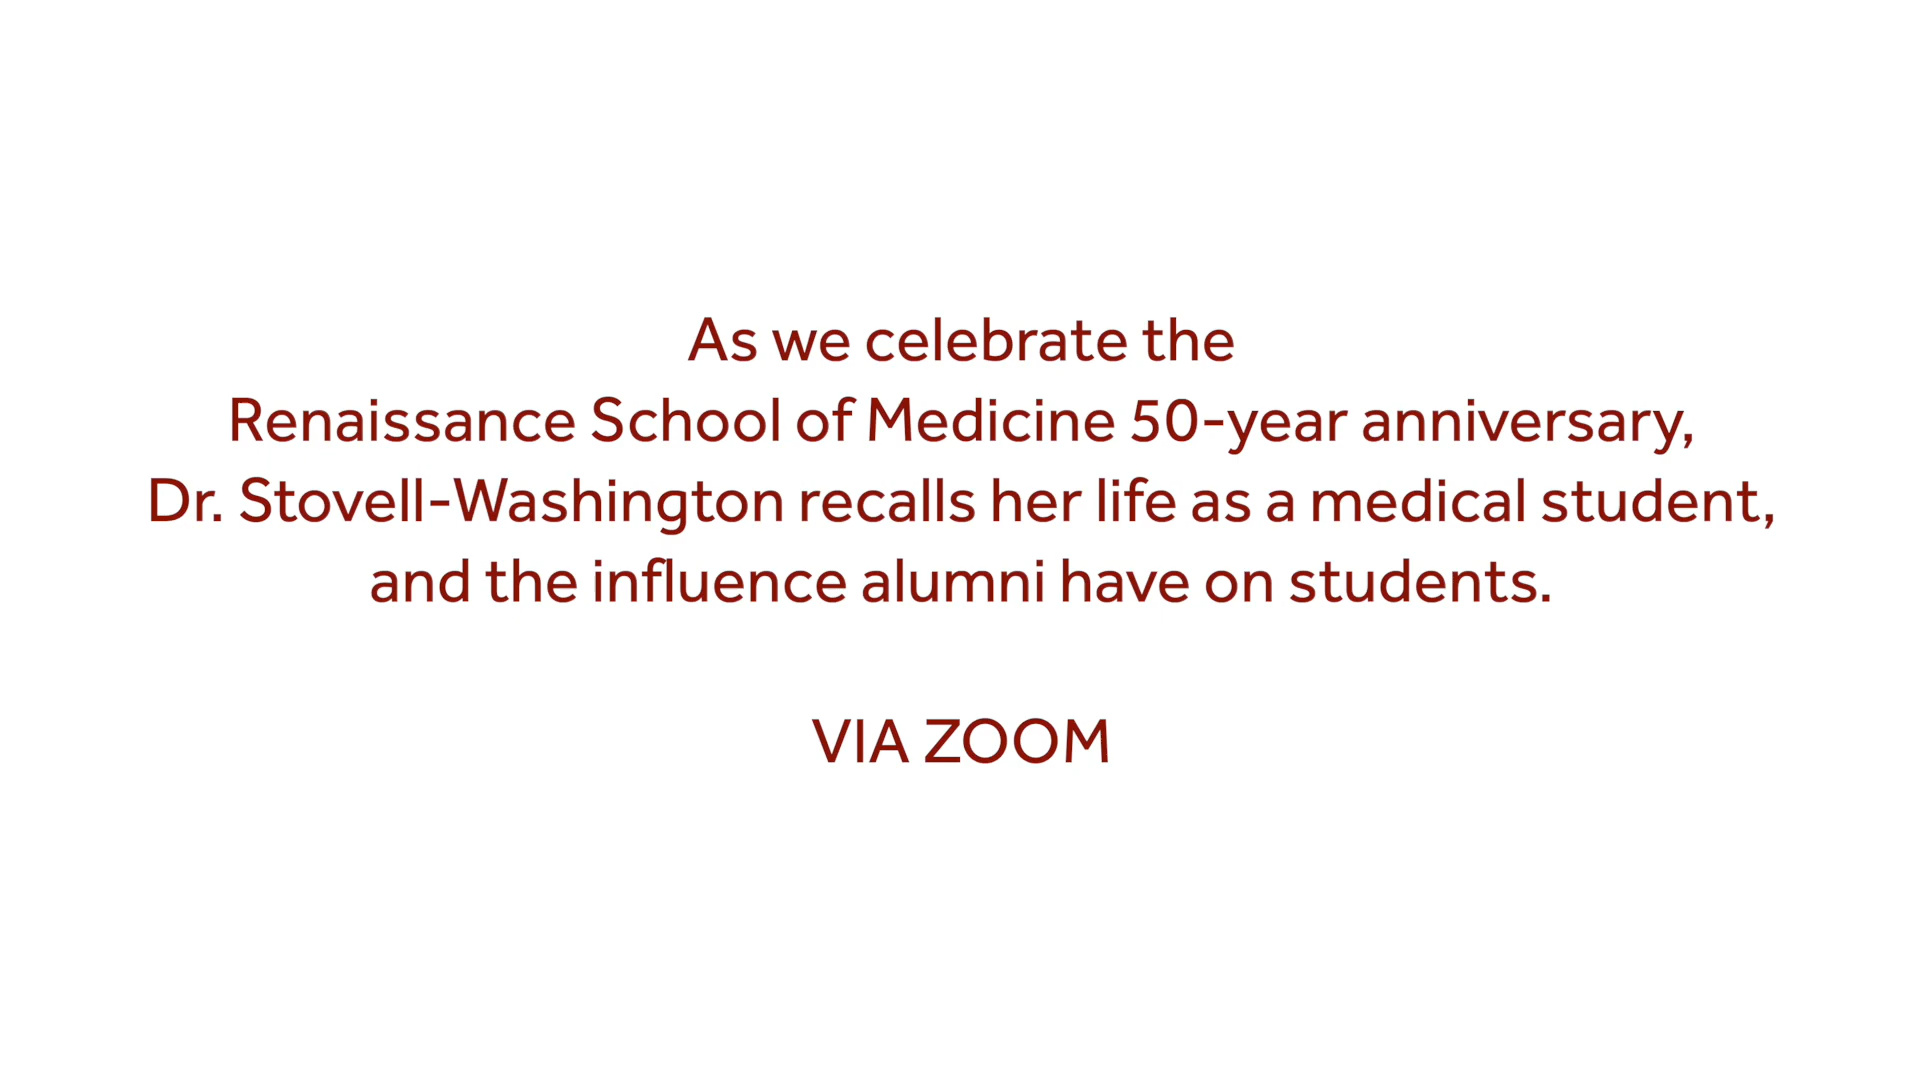 As we celebrate the
Renaissance School of Medicine 50-year anniversary,
Dr. Stovell-Washington recalls her life as a medical student,
and the influence alumni have on students.
VIA ZOOM